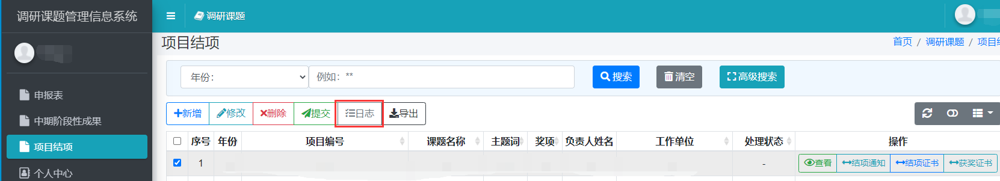 调研课题管理信息系统
调研课题
项目结项
首页 / 调研课题 / 项目结
年份： 例如：** 搜索 清空 高级搜索
申报表
中期阶段性成果
项目结项
个人中心
新增 修改 删除 提交 日志 导出
序号 年份 项目编号 课题名称 主题词 奖项 负责人姓名 工作单位 处理状态 操作
1 - 查看 结项通知 结项证书 获奖证书